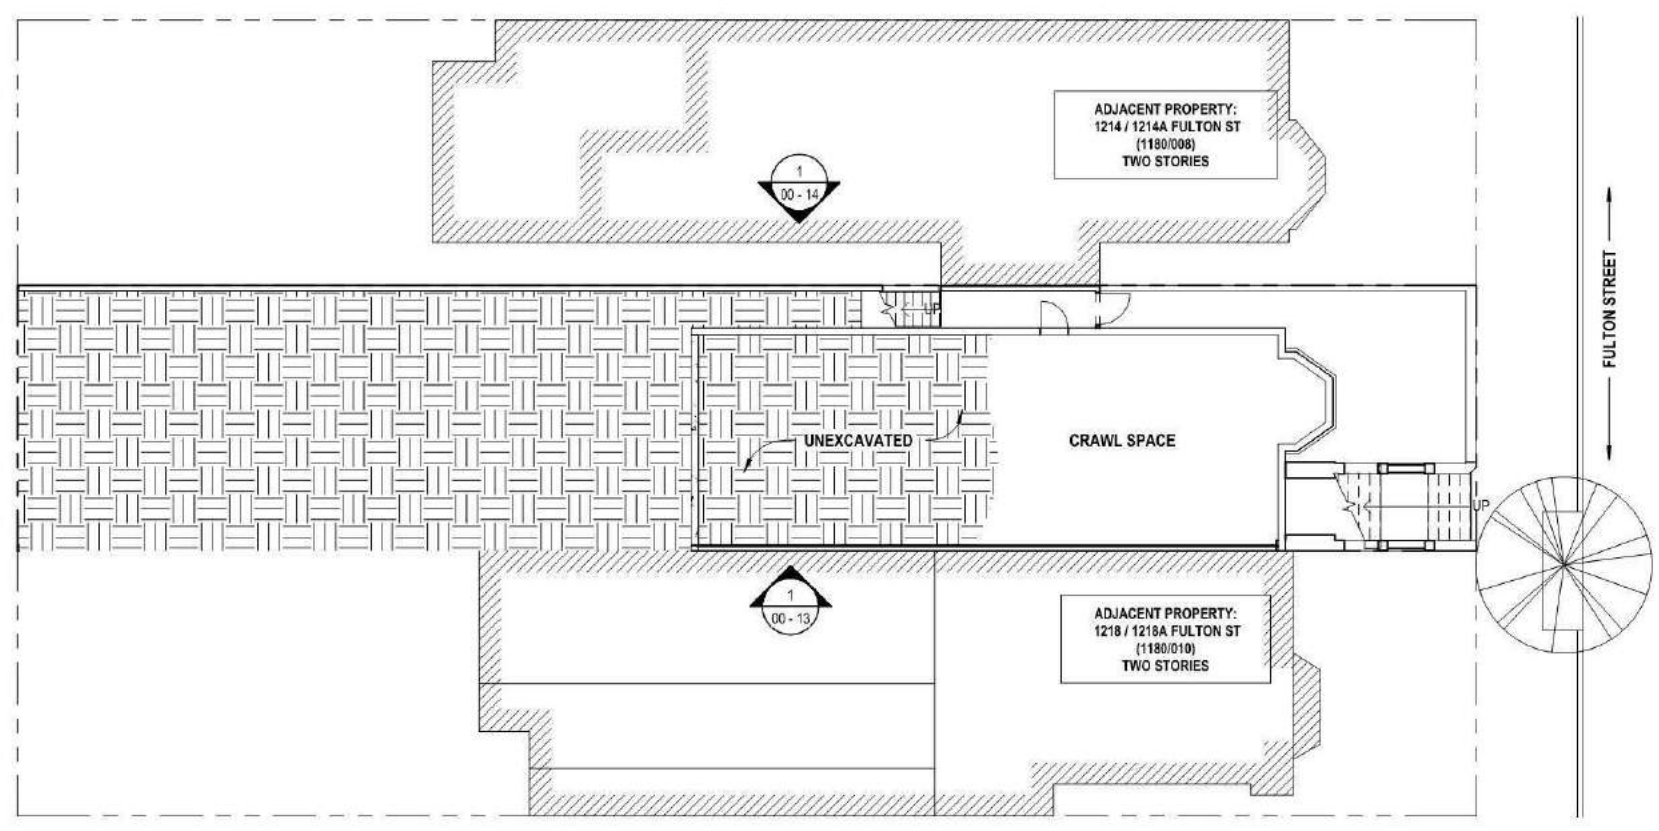 ADJACENT PROPERTY:
1214 / 1214A FULTON ST
(1180/008)
TWO STORIES
1
00 - 14
FULTON STREET
UP
UNEXCAVATED
CRAWL SPACE
UP
1
00 - 13
ADJACENT PROPERTY:
1218 / 1218A FULTON ST
(1180/010)
TWO STORIES